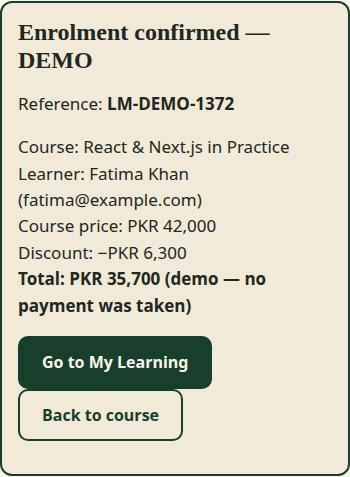 Enrolment confirmed —
DEMO
Reference: LM-DEMO-1372
Course: React & Next.js in Practice
Learner: Fatima Khan
(fatima@example.com)
Course price: PKR 42,000
Discount: −PKR 6,300
Total: PKR 35,700 (demo — no
payment was taken)
Go to My Learning
Back to course